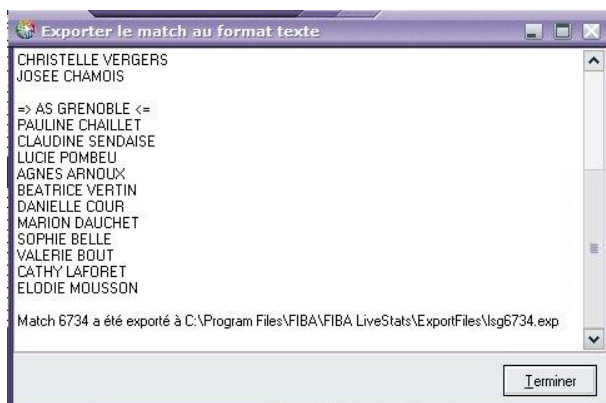 Exporter le match au format texte
CHRISTELLE VERGERS
JOSEE CHAMOIS
=> AS GRENOBLE <=
PAULINE CHAILLET
CLAUDINE SENDAISE
LUCIE POMBEU
AGNES ARNOUX
BEATRICE VERTIN
DANIELLE COUR
MARION DAUCHET
SOPHIE BELLE
VALERIE BOUT
CATHY LAFORET
ELODIE MOUSSON
Match 6734 a été exporté à C:\Program Files\FIBA\FIBA LiveStats\ExportFiles\lsg6734.exp
Terminer